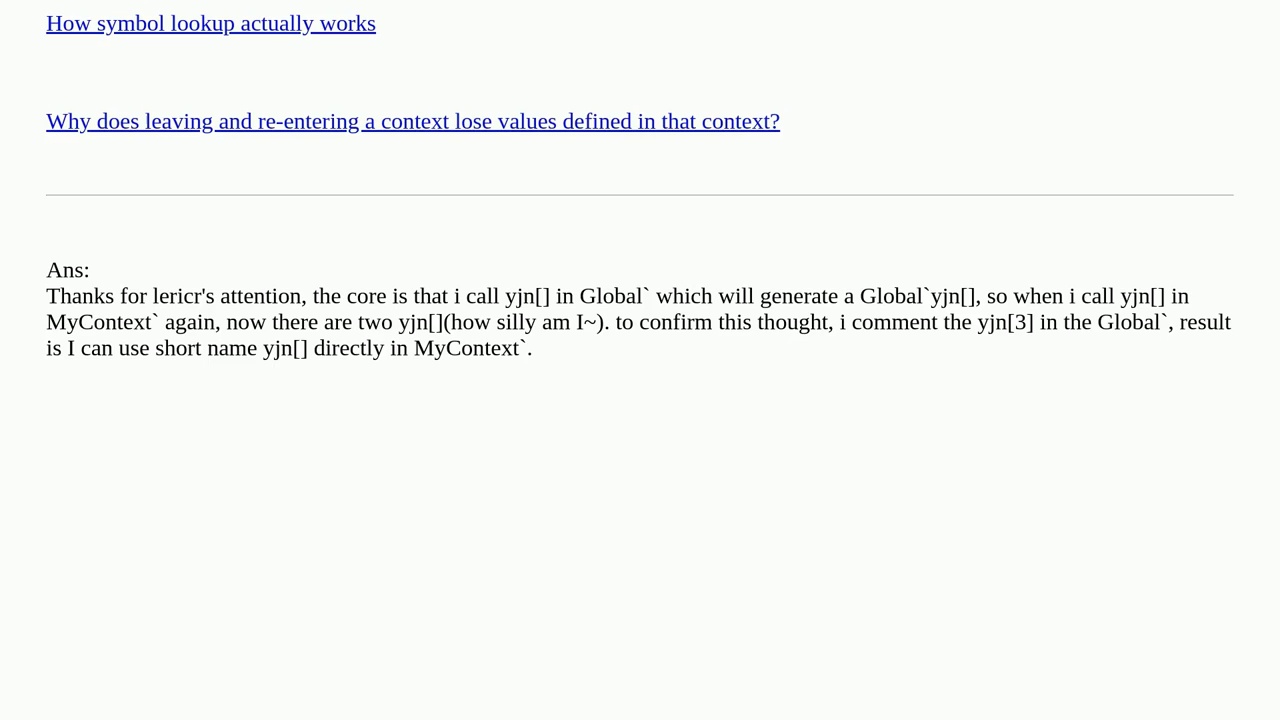 How symbol lookup actually works
Why does leaving and re-entering a context lose values defined in that context?
Ans:
Thanks for lericr's attention, the core is that i call yjn[] in Global` which will generate a Global`yjn[], so when i call yjn[] in
MyContext` again, now there are two yjn[](how silly am I~). to confirm this thought, i comment the yjn[3] in the Global`, result
is I can use short name yjn[] directly in MyContext`.